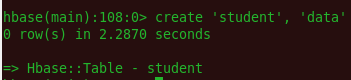 hbase(main):108:0> create 'student', 'data'
0 row(s) in 2.2870 seconds
=> Hbase::Table - student